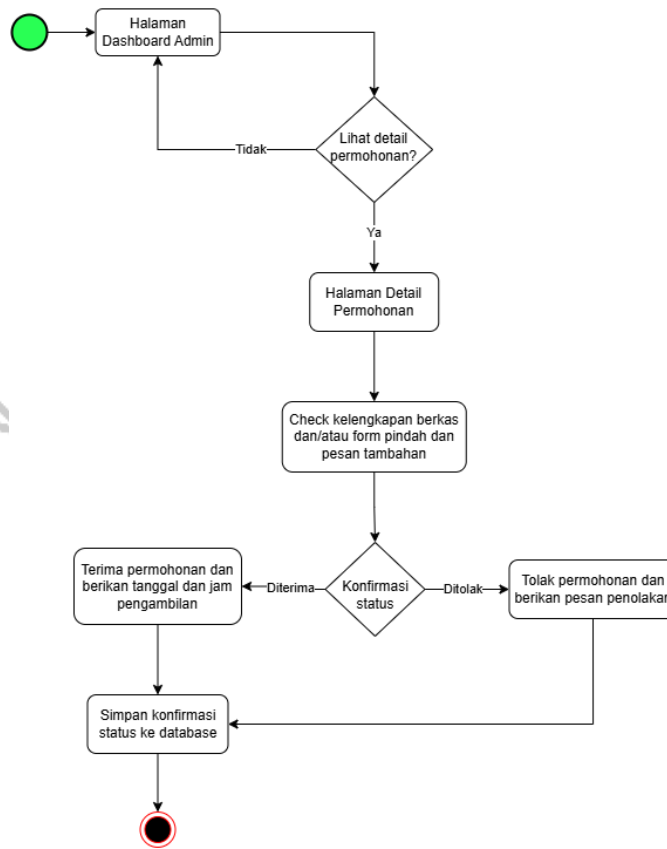 Halaman
Dashboard Admin
Lihat detail
permohonan?
Tidak
Ya
Halaman Detail
Permohonan
Check kelengkapan berkas
dan/atau form pindah dan
pesan tambahan
Konfirmasi
status
Diterima
Ditolak
Terima permohonan dan
berikan tanggal dan jam
pengambilan
Tolak permohonan dan
berikan pesan penolakan
Simpan konfirmasi
status ke database